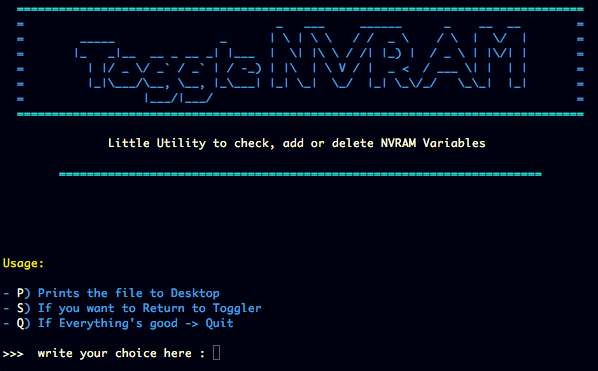 ToggleNVRAM
Little Utility to check, add or delete NVRAM Variables
Usage:
- P) Prints the file to Desktop
- S) If you want to Return to Toggler
- Q) If Everything's good -> Quit
>>>  write your choice here :